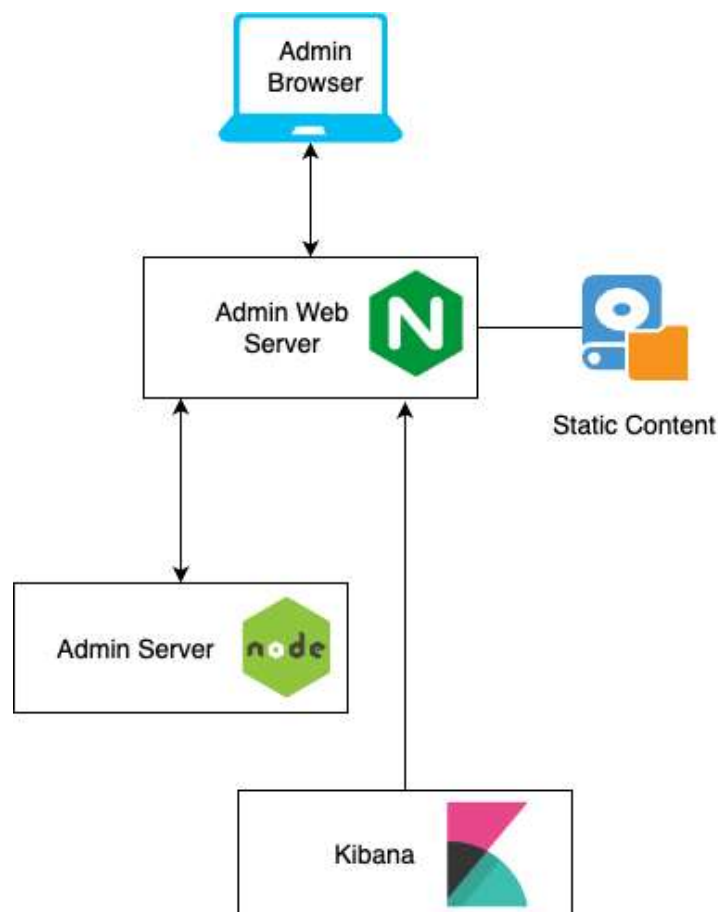 Admin
Browser
Admin Web
Server
N
Static Content
Admin Server
node
Kibana